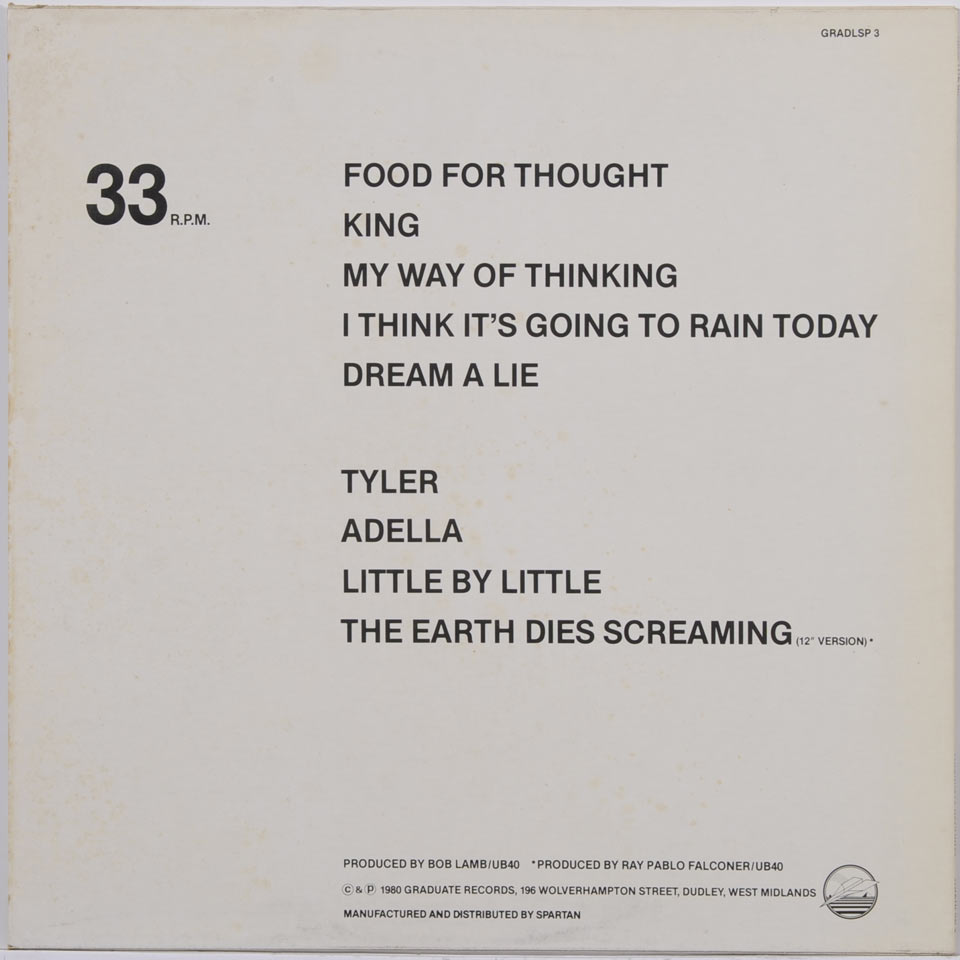 GRADLSP 3
33 R.P.M.
FOOD FOR THOUGHT
KING
MY WAY OF THINKING
I THINK IT'S GOING TO RAIN TODAY
DREAM A LIE
TYLER
ADELLA
LITTLE BY LITTLE
THE EARTH DIES SCREAMING (12" VERSION)*
PRODUCED BY BOB LAMB/UB40 *PRODUCED BY RAY PABLO FALCONER/UB40
© & ℗ 1980 GRADUATE RECORDS, 196 WOLVERHAMPTON STREET, DUDLEY, WEST MIDLANDS
MANUFACTURED AND DISTRIBUTED BY SPARTAN